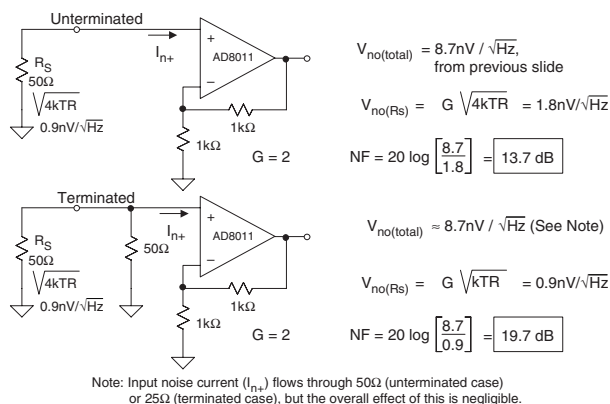 Unterminated
In+
+
AD8011
−
RS
50Ω
√4kTR
0.9nV/√Hz
1kΩ
1kΩ
G = 2
Vno(total) = 8.7nV / √Hz,
from previous slide
Vno(Rs) = G √4kTR = 1.8nV/√Hz
NF = 20 log [8.7/1.8] = 13.7 dB
Terminated
In+
+
AD8011
−
RS
50Ω
√4kTR
0.9nV/√Hz
50Ω
1kΩ
1kΩ
G = 2
Vno(total) ≈ 8.7nV / √Hz (See Note)
Vno(Rs) = G √kTR = 0.9nV/√Hz
NF = 20 log [8.7/0.9] = 19.7 dB
Note: Input noise current (In+) flows through 50Ω (unterminated case)
or 25Ω (terminated case), but the overall effect of this is negligible.